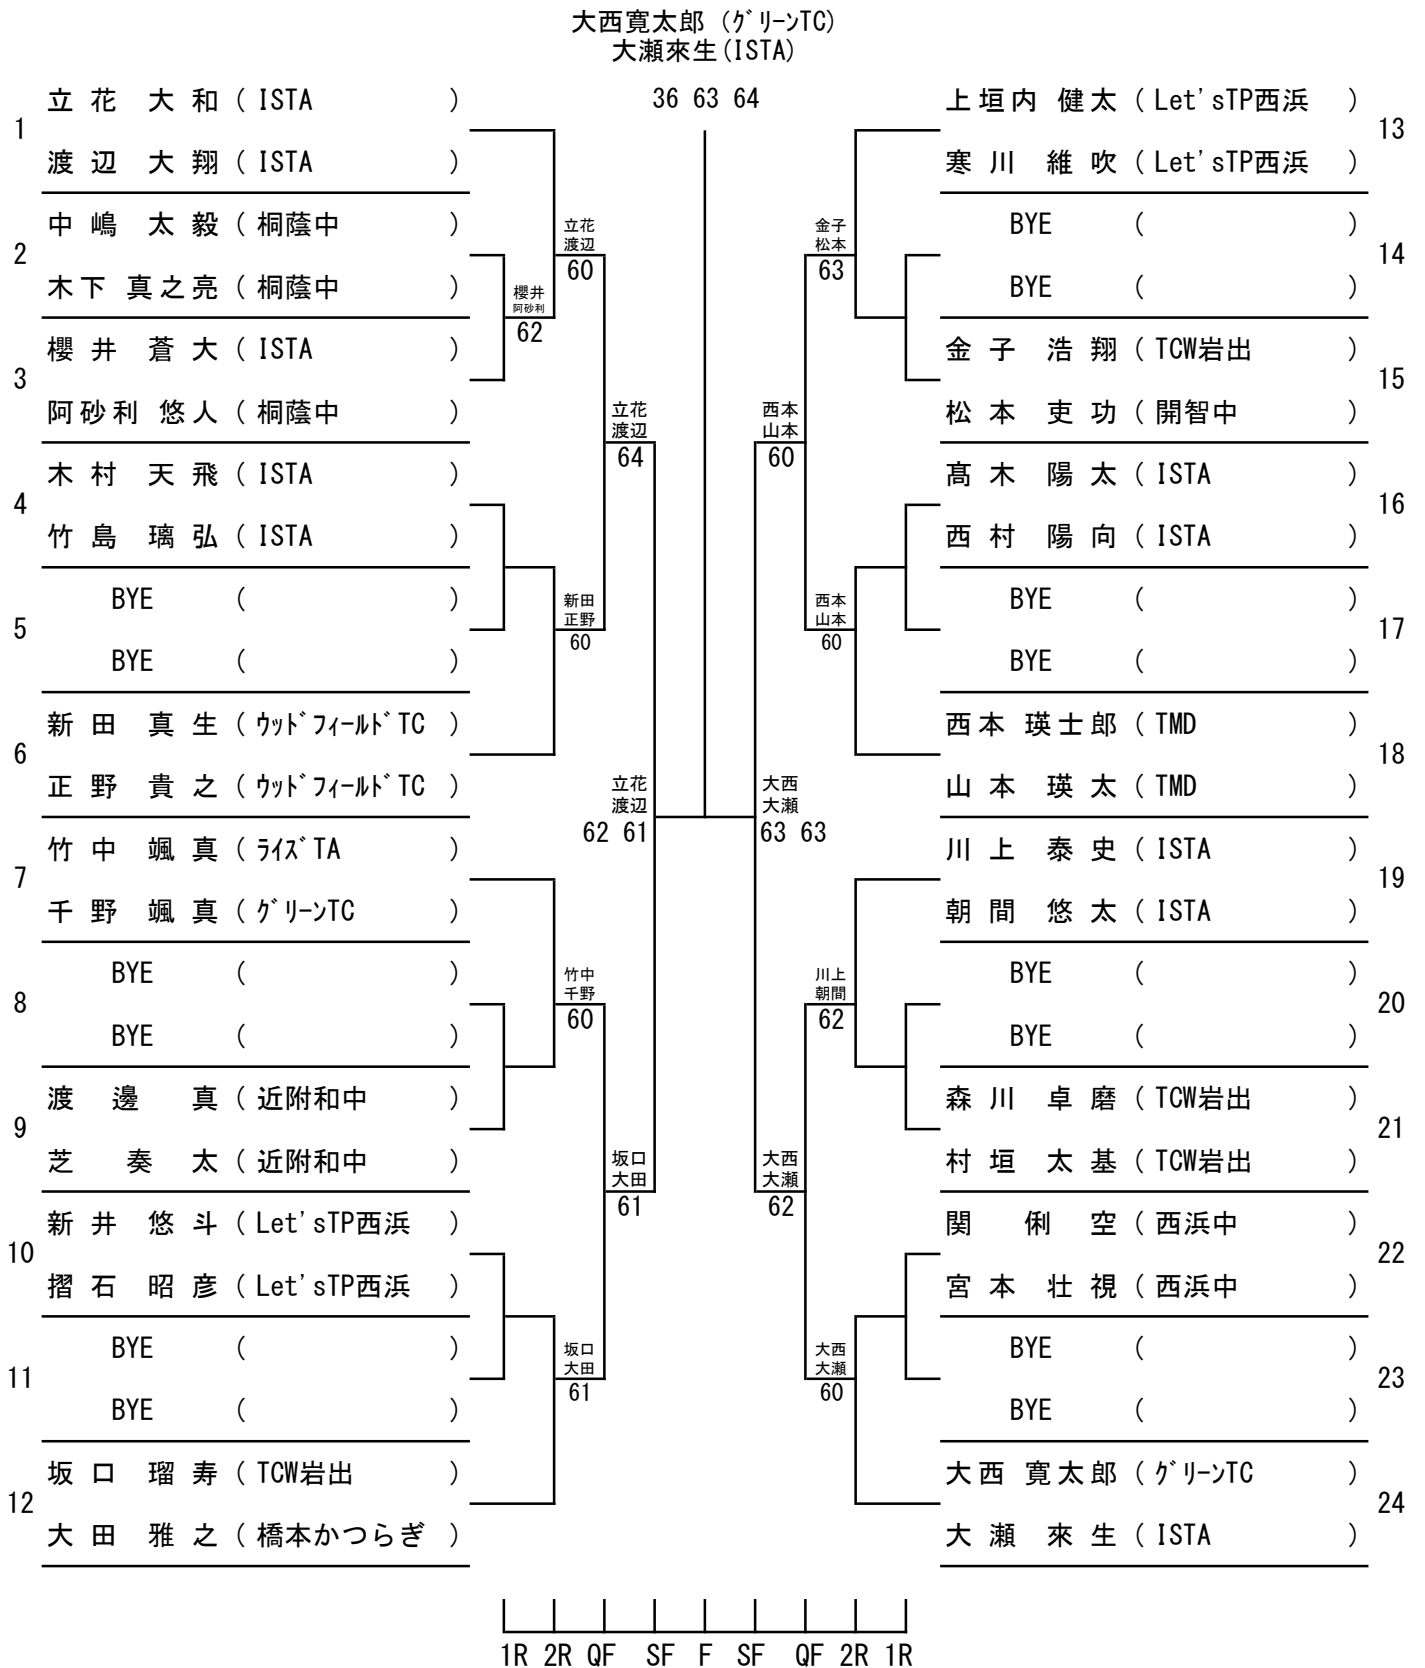 大西寛太郎 (ｸﾞﾘｰﾝTC)
大瀬來生(ISTA)
36 63 64
1
立花 大和 ( ISTA )
渡辺 大翔 ( ISTA )
2
中嶋 太毅 ( 桐蔭中 )
木下 真之亮 ( 桐蔭中 )
3
櫻井 蒼大 ( ISTA )
阿砂利 悠人 ( 桐蔭中 )
4
木村 天飛 ( ISTA )
竹島 璃弘 ( ISTA )
5
BYE ( )
BYE ( )
6
新田 真生 ( ｳｯﾄﾞﾌｨｰﾙﾄﾞTC )
正野 貴之 ( ｳｯﾄﾞﾌｨｰﾙﾄﾞTC )
7
竹中 颯真 ( ﾗｲｽﾞTA )
千野 颯真 ( ｸﾞﾘｰﾝTC )
8
BYE ( )
BYE ( )
9
渡邊 真 ( 近附和中 )
芝 奏太 ( 近附和中 )
10
新井 悠斗 ( Let'sTP西浜 )
摺石 昭彦 ( Let'sTP西浜 )
11
BYE ( )
BYE ( )
12
坂口 瑠寿 ( TCW岩出 )
大田 雅之 ( 橋本かつらぎ )
櫻井
阿砂利
62
立花
渡辺
60
新田
正野
60
竹中
千野
60
坂口
大田
61
立花
渡辺
64
坂口
大田
61
立花
渡辺
62 61
大西
大瀬
63 63
西本
山本
60
大西
大瀬
62
金子
松本
63
西本
山本
60
川上
朝間
62
大西
大瀬
60
上垣内 健太 ( Let'sTP西浜 )
寒川 維吹 ( Let'sTP西浜 )
13
BYE ( )
BYE ( )
14
金子 浩翔 ( TCW岩出 )
松本 吏功 ( 開智中 )
15
髙木 陽太 ( ISTA )
西村 陽向 ( ISTA )
16
BYE ( )
BYE ( )
17
西本 瑛士郎 ( TMD )
山本 瑛太 ( TMD )
18
川上 泰史 ( ISTA )
朝間 悠太 ( ISTA )
19
BYE ( )
BYE ( )
20
森川 卓磨 ( TCW岩出 )
村垣 太基 ( TCW岩出 )
21
関 俐空 ( 西浜中 )
宮本 壮視 ( 西浜中 )
22
BYE ( )
BYE ( )
23
大西 寛太郎 ( ｸﾞﾘｰﾝTC )
大瀬 來生 ( ISTA )
24
1R 2R QF SF F SF QF 2R 1R